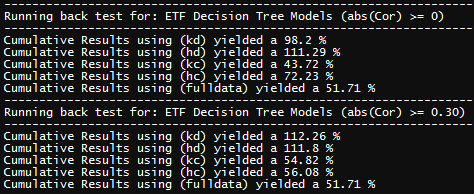 ----------------------------------------------------------------
Running back test for: ETF Decision Tree Models (abs(Cor) >= 0)
----------------------------------------------------------------
Cumulative Results using (kd) yielded a 98.2 %
Cumulative Results using (hd) yielded a 111.29 %
Cumulative Results using (kc) yielded a 43.72 %
Cumulative Results using (hc) yielded a 72.23 %
Cumulative Results using (fulldata) yielded a 51.71 %
----------------------------------------------------------------
Running back test for: ETF Decision Tree Models (abs(Cor) >= 0.30)
----------------------------------------------------------------
Cumulative Results using (kd) yielded a 112.26 %
Cumulative Results using (hd) yielded a 111.8 %
Cumulative Results using (kc) yielded a 54.82 %
Cumulative Results using (hc) yielded a 56.08 %
Cumulative Results using (fulldata) yielded a 51.71 %